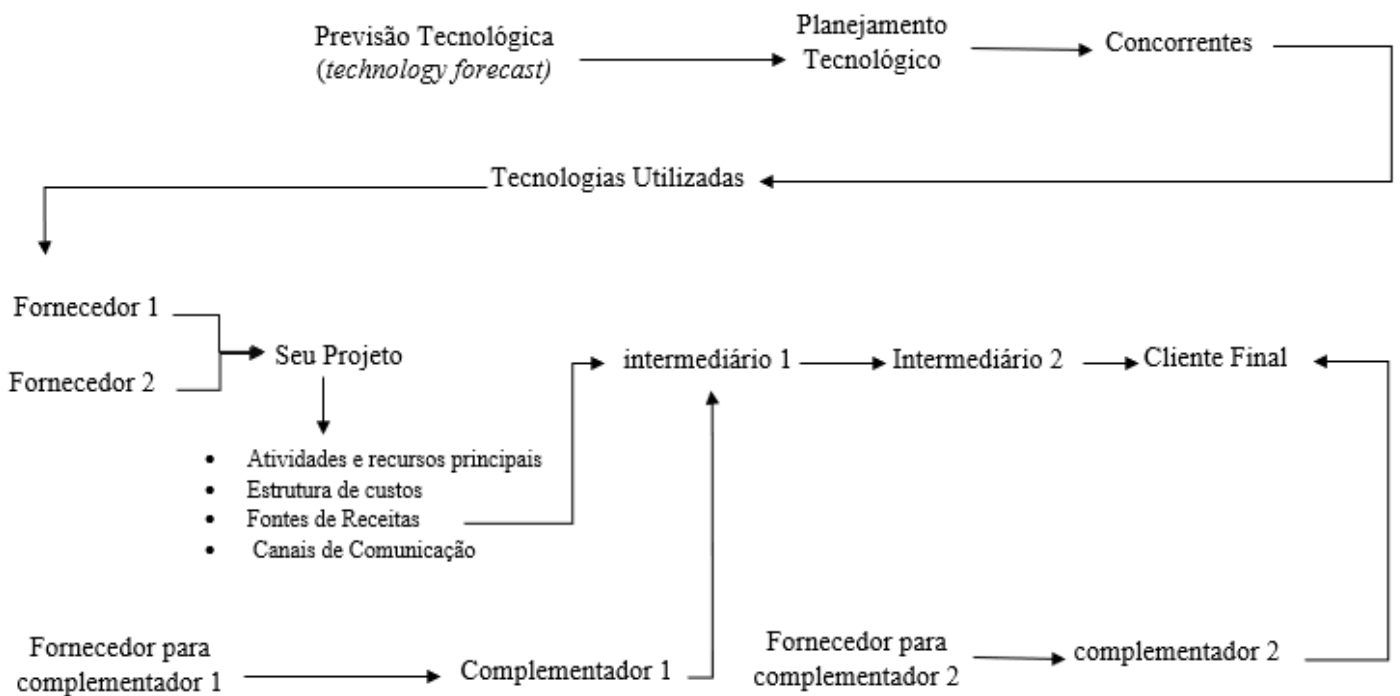 Previsão Tecnológica
(technology forecast)
Planejamento
Tecnológico
Concorrentes
Tecnologias Utilizadas
Fornecedor 1
Fornecedor 2
Seu Projeto
intermediário 1
Intermediário 2
Cliente Final
• Atividades e recursos principais
• Estrutura de custos
• Fontes de Receitas
• Canais de Comunicação
Fornecedor para
complementador 1
Complementador 1
Fornecedor para
complementador 2
complementador 2